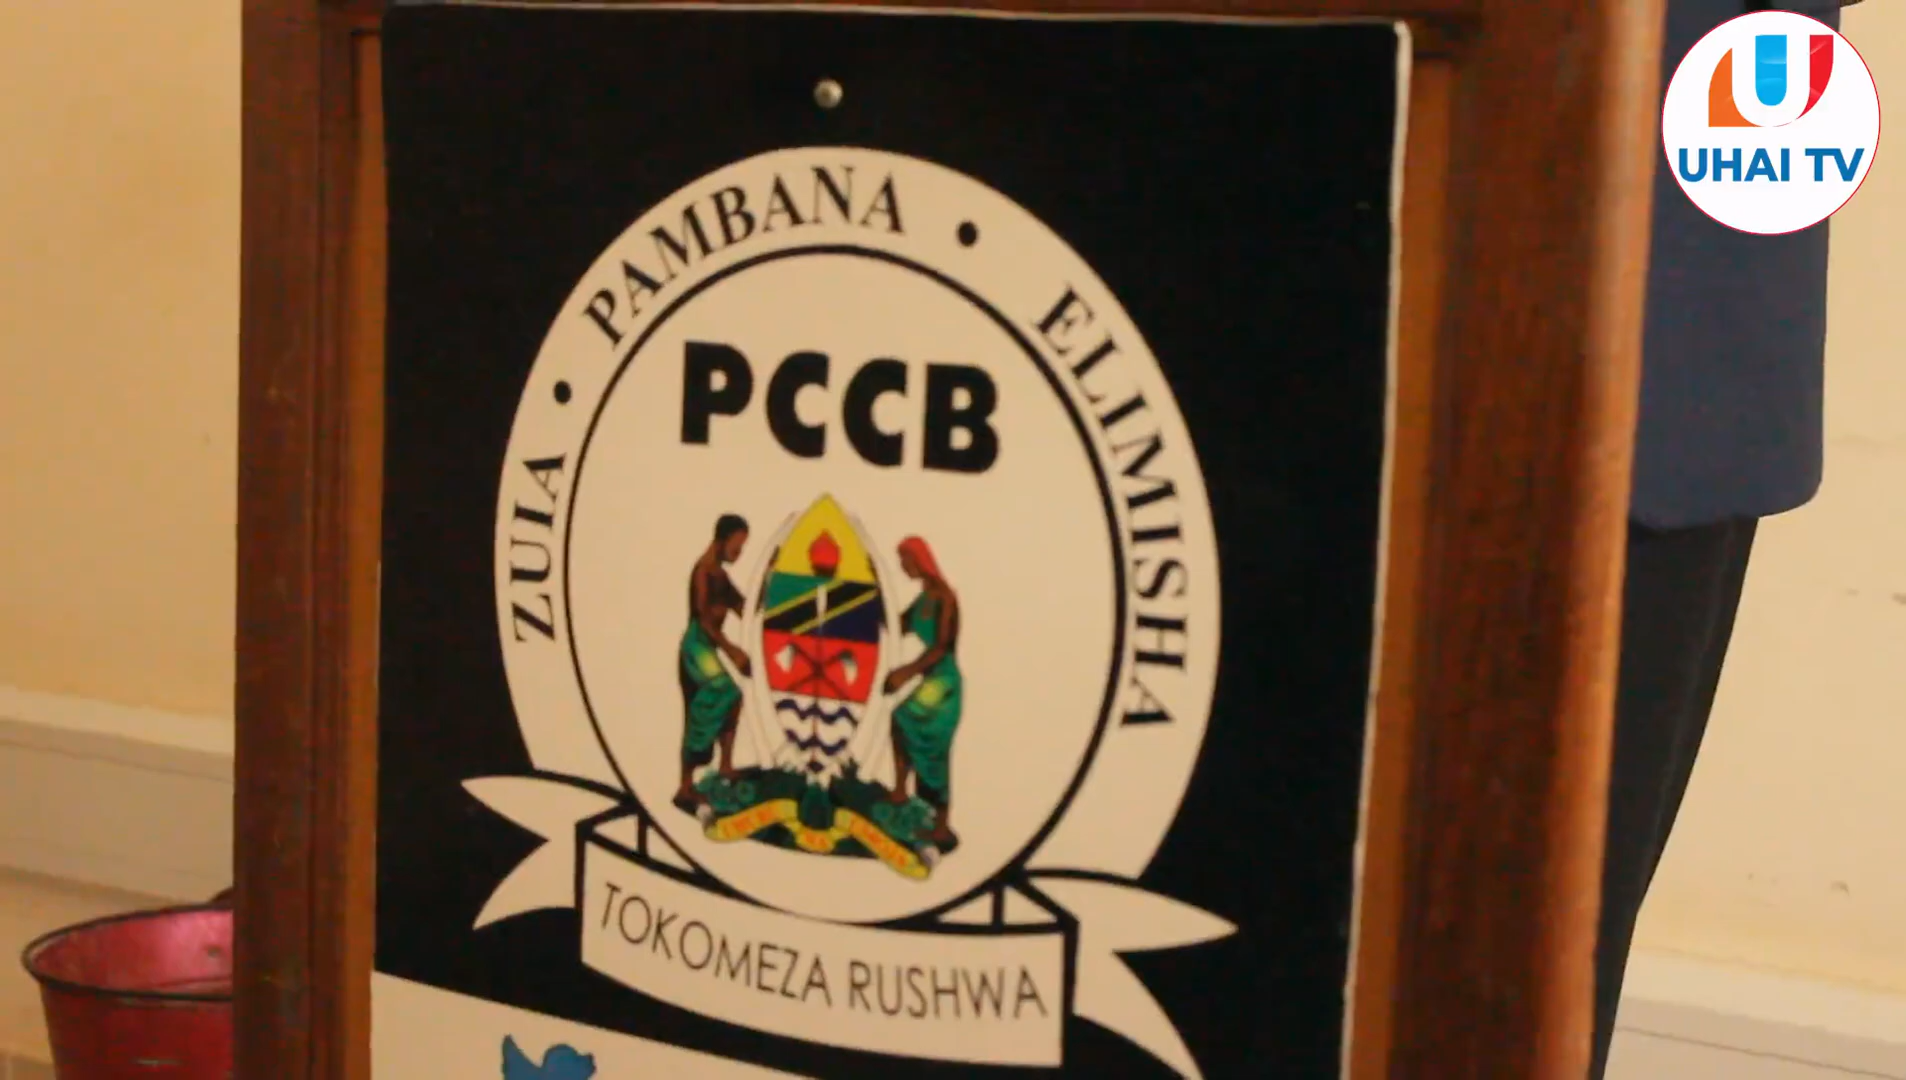 UHAI TV
ZUIA • PAMBANA • ELIMISHA
PCCB
TOKOMEZA RUSHWA